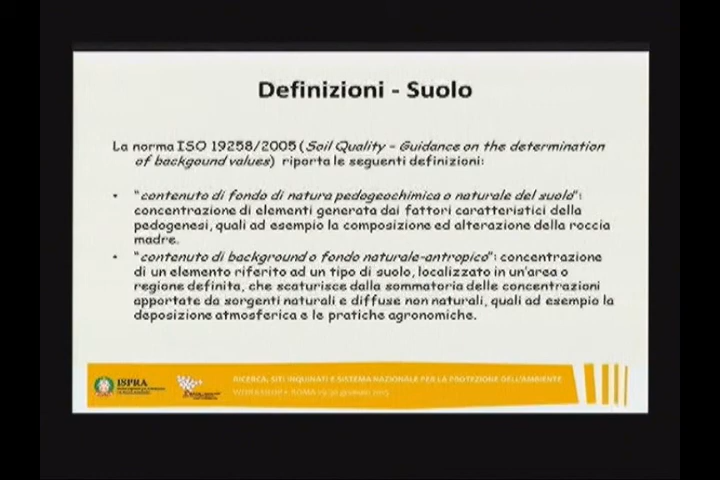 Definizioni - Suolo
La norma ISO 19258/2005 (Soil Quality – Guidance on the determination
of backgound values) riporta le seguenti definizioni:
• "contenuto di fondo di natura pedogeochimica o naturale del suolo":
concentrazione di elementi generata dai fattori caratteristici della
pedogenesi, quali ad esempio la composizione ed alterazione della roccia
madre.
• "contenuto di background o fondo naturale-antropico": concentrazione
di un elemento riferito ad un tipo di suolo, localizzato in un'area o
regione definita, che scaturisce dalla sommatoria delle concentrazioni
apportate da sorgenti naturali e diffuse non naturali, quali ad esempio la
deposizione atmosferica e le pratiche agronomiche.
ISPRA
RICERCA, SITI INQUINATI E SISTEMA NAZIONALE PER LA PROTEZIONE DELL'AMBIENTE
WORKSHOP, ROMA